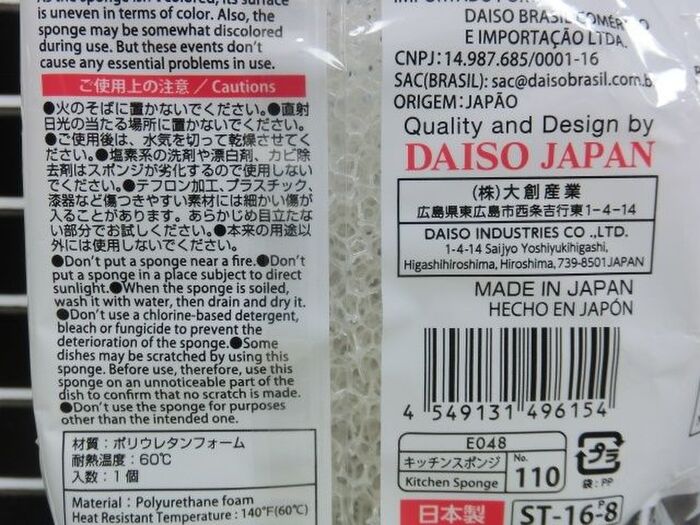 is uneven in terms of color. Also, the
sponge may be somewhat discolored
during use. But these events don't
cause any essential problems in use.
ご使用上の注意 / Cautions
●火のそばに置かないでください。●直射
日光の当たる場所に置かないでください。
●ご使用後は、水気を切って乾燥させてく
ださい。●塩素系の洗剤や漂白剤、カビ除
去剤はスポンジが劣化するので使用しない
でください。●テフロン加工、プラスチック、
漆器など傷つきやすい素材には細かい傷が
入ることがあります。あらかじめ目立たな
い部分でお試しください。●本来の用途以
外には使用しないでください。
●Don't put a sponge near a fire.●Don't
put a sponge in a place subject to direct
sunlight.●When the sponge is soiled,
wash it with water, then drain and dry it.
●Don't use a chlorine-based detergent,
bleach or fungicide to prevent the
deterioration of the sponge.●Some
dishes may be scratched by using this
sponge. Before use, therefore, use this
sponge on an unnoticeable part of the
dish to confirm that no scratch is made.
●Don't use the sponge for purposes
other than the intended one.
材質：ポリウレタンフォーム
耐熱温度：60℃
入数：1個
Material : Polyurethane foam
Heat Resistant Temperature : 140°F(60℃)
DAISO BRASIL COMÉRCIO
E IMPORTAÇÃO LTDA.
CNPJ: 14.987.685/0001-16
SAC(BRASIL): sac@daisobrasil.com.b
ORIGEM: JAPÃO
Quality and Design by
DAISO JAPAN
(株)大創産業
広島県東広島市西条吉行東1-4-14
DAISO INDUSTRIES CO .,LTD.
1-4-14 Saijyo Yoshiyukihigashi,
Higashihiroshima, Hiroshima,739-8501JAPAN
MADE IN JAPAN
HECHO EN JAPÓN
4 549131 496154
E048
キッチンスポンジ
Kitchen Sponge
No. 110
プラ
袋：PP
日本製
ST-16-P8